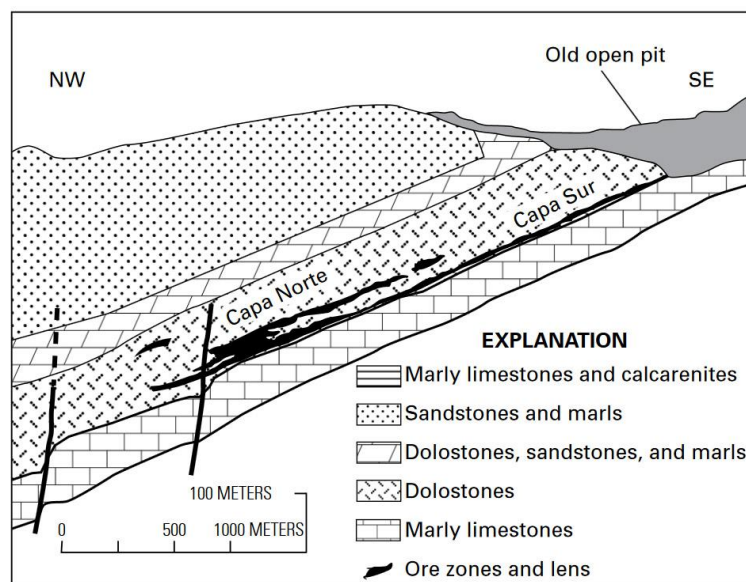 Old open pit
NW
SE
Capa Sur
Capa Norte
EXPLANATION
Marly limestones and calcarenites
Sandstones and marls
Dolostones, sandstones, and marls
Dolostones
Marly limestones
Ore zones and lens
100 METERS
0 500 1000 METERS